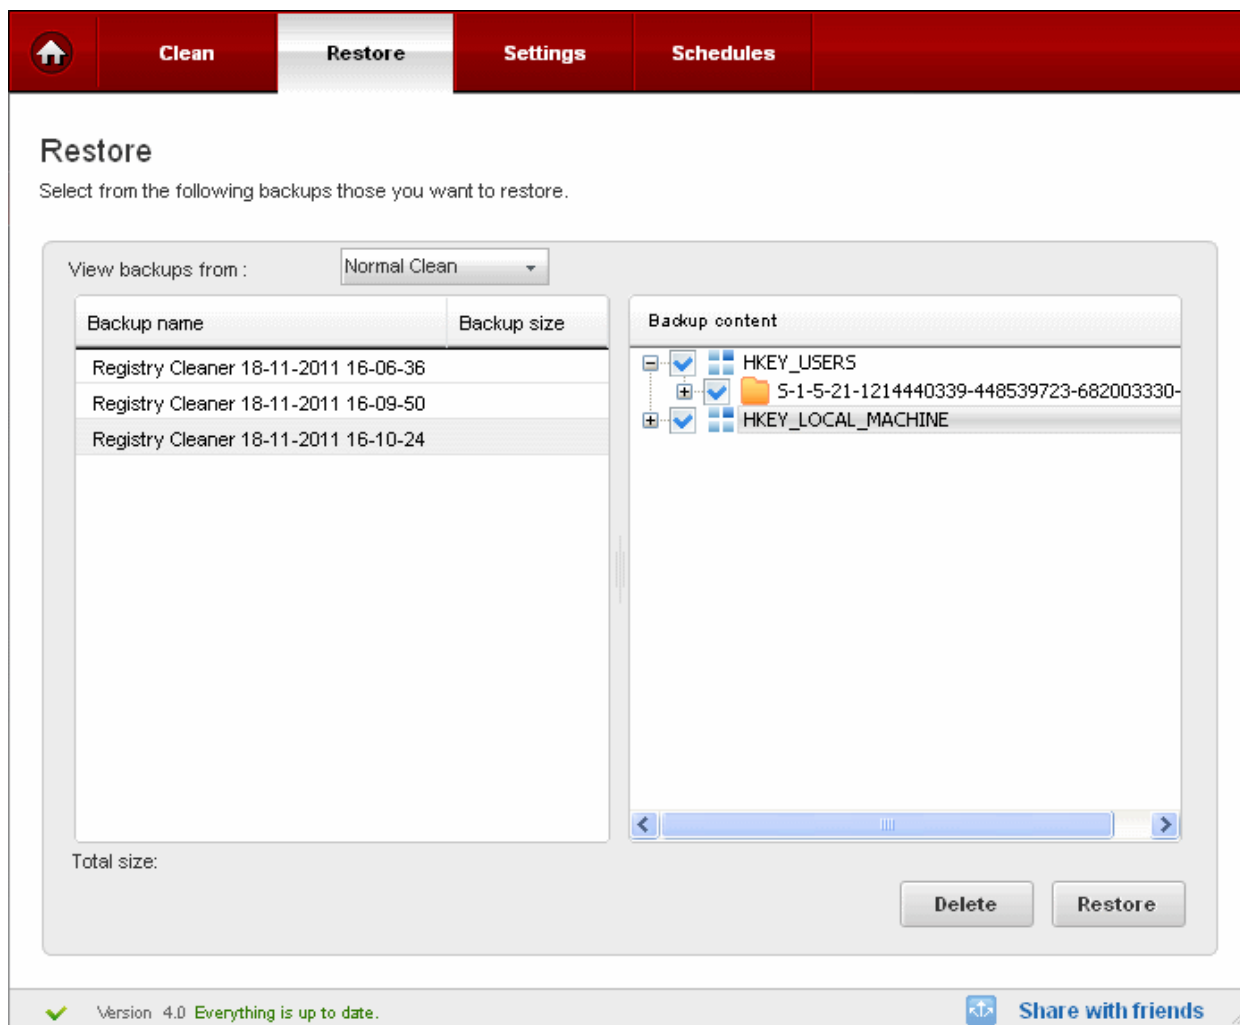 Clean Restore Settings Schedules
Restore
Select from the following backups those you want to restore.
View backups from : Normal Clean
Backup name Backup size
Registry Cleaner 18-11-2011 16-06-36
Registry Cleaner 18-11-2011 16-09-50
Registry Cleaner 18-11-2011 16-10-24
Backup content
HKEY_USERS
S-1-5-21-1214440339-448539723-682003330-
HKEY_LOCAL_MACHINE
Total size:
Delete Restore
Version 4.0 Everything is up to date.
Share with friends